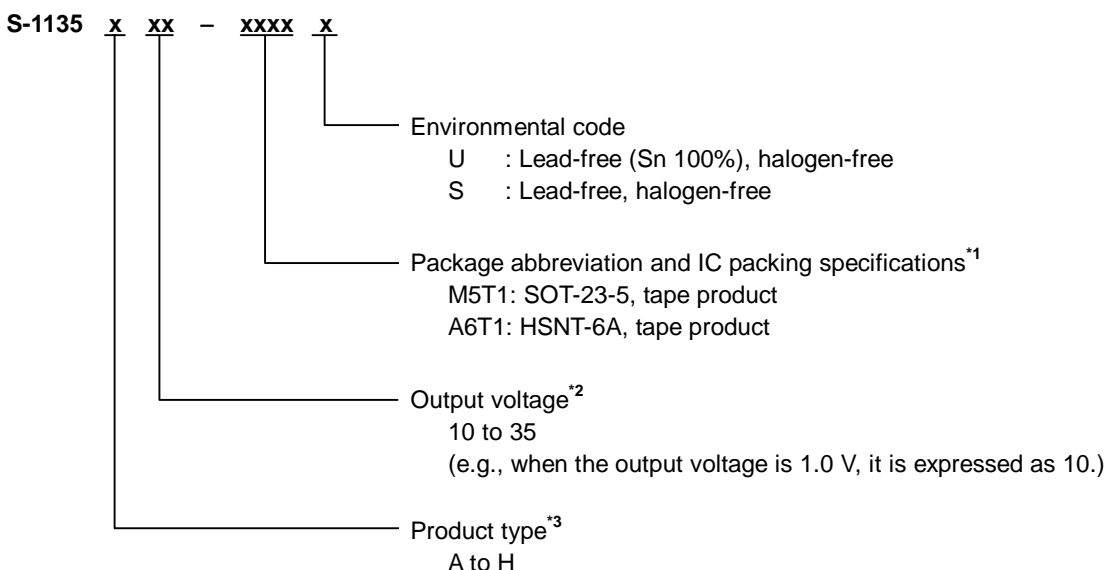 S-1135 x xx – xxxx x
Environmental code
U : Lead-free (Sn 100%), halogen-free
S : Lead-free, halogen-free
Package abbreviation and IC packing specifications*1
M5T1: SOT-23-5, tape product
A6T1: HSNT-6A, tape product
Output voltage*2
10 to 35
(e.g., when the output voltage is 1.0 V, it is expressed as 10.)
Product type*3
A to H